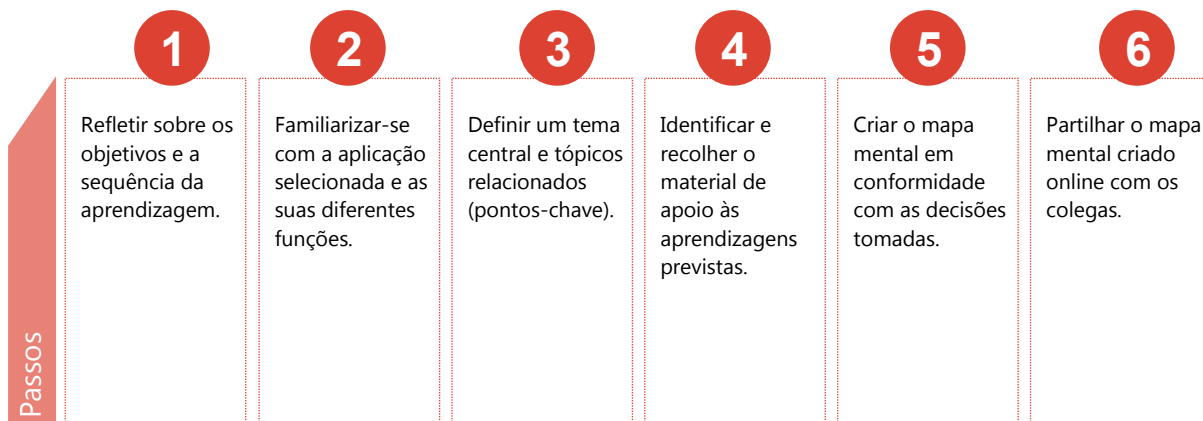 1
Refletir sobre os
objetivos e a
sequência da
aprendizagem.
2
Familiarizar-se
com a aplicação
selecionada e as
suas diferentes
funções.
3
Definir um tema
central e tópicos
relacionados
(pontos-chave).
4
Identificar e
recolher o
material de
apoio às
aprendizagens
previstas.
5
Criar o mapa
mental em
conformidade
com as decisões
tomadas.
6
Partilhar o mapa
mental criado
online com os
colegas.
Passos